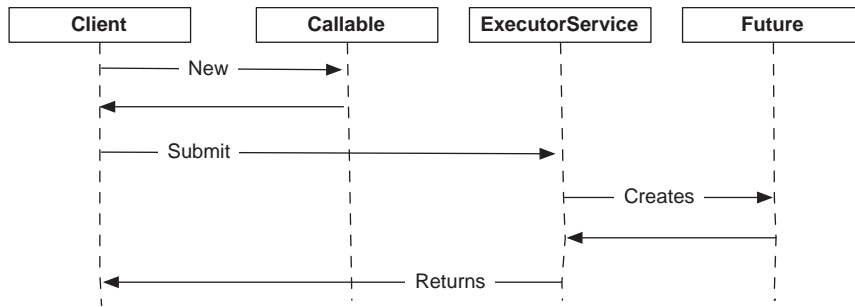 Client Callable ExecutorService Future
New
Submit
Creates
Returns